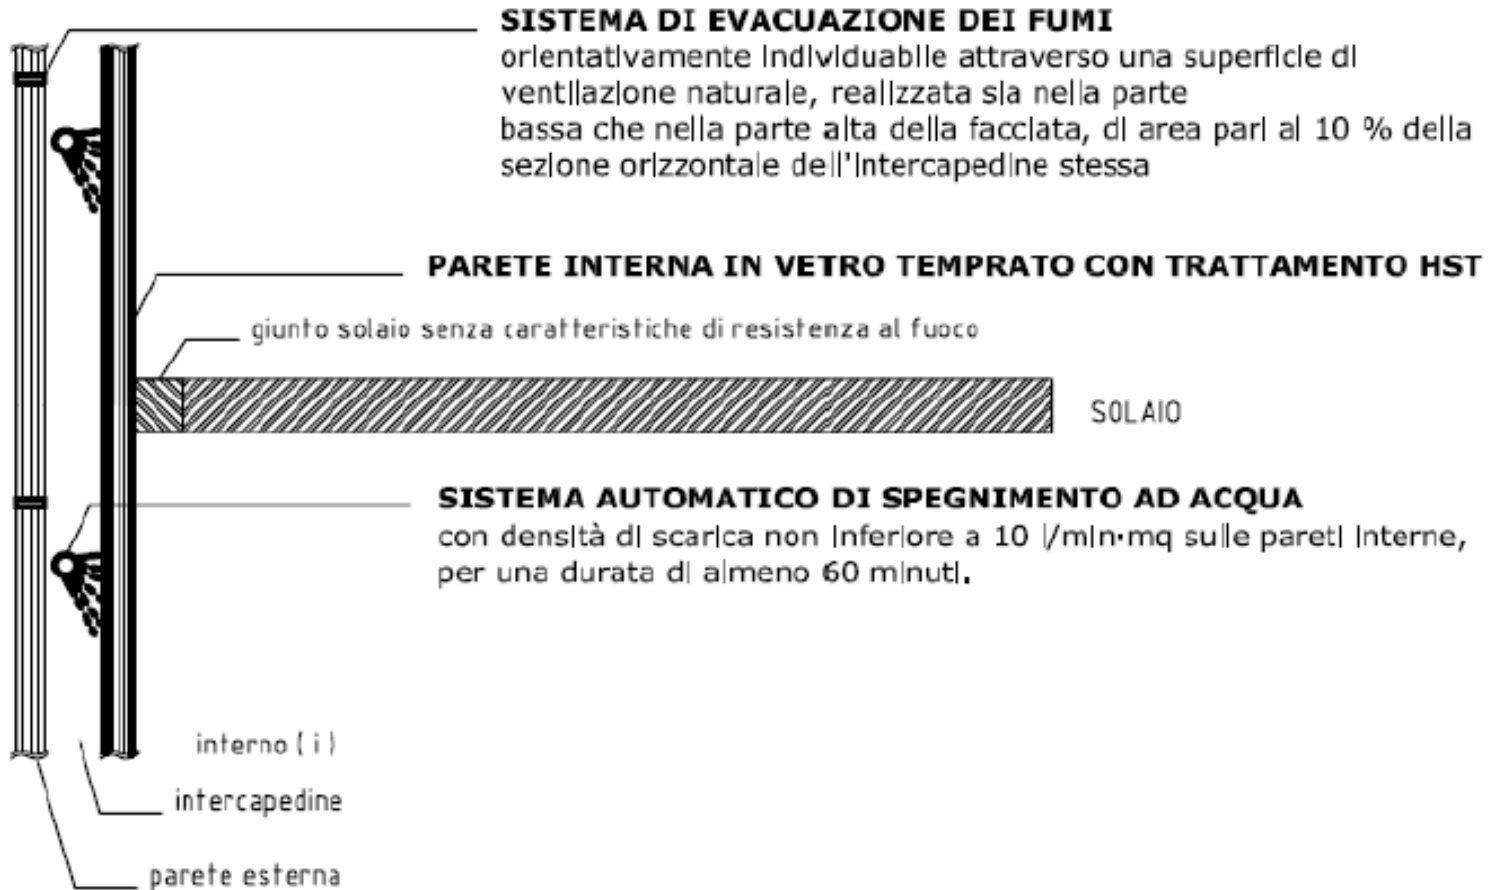 SISTEMA DI EVACUAZIONE DEI FUMI
orientativamente individuabile attraverso una superficie di
ventilazione naturale, realizzata sia nella parte
bassa che nella parte alta della facciata, di area pari al 10 % della
sezione orizzontale dell'intercapedine stessa
PARETE INTERNA IN VETRO TEMPRATO CON TRATTAMENTO HST
giunto solaio senza caratteristiche di resistenza al fuoco
SOLAIO
SISTEMA AUTOMATICO DI SPEGNIMENTO AD ACQUA
con densità di scarica non inferiore a 10 l/min·mq sulle pareti interne,
per una durata di almeno 60 minuti.
interno ( i )
intercapedine
parete esterna